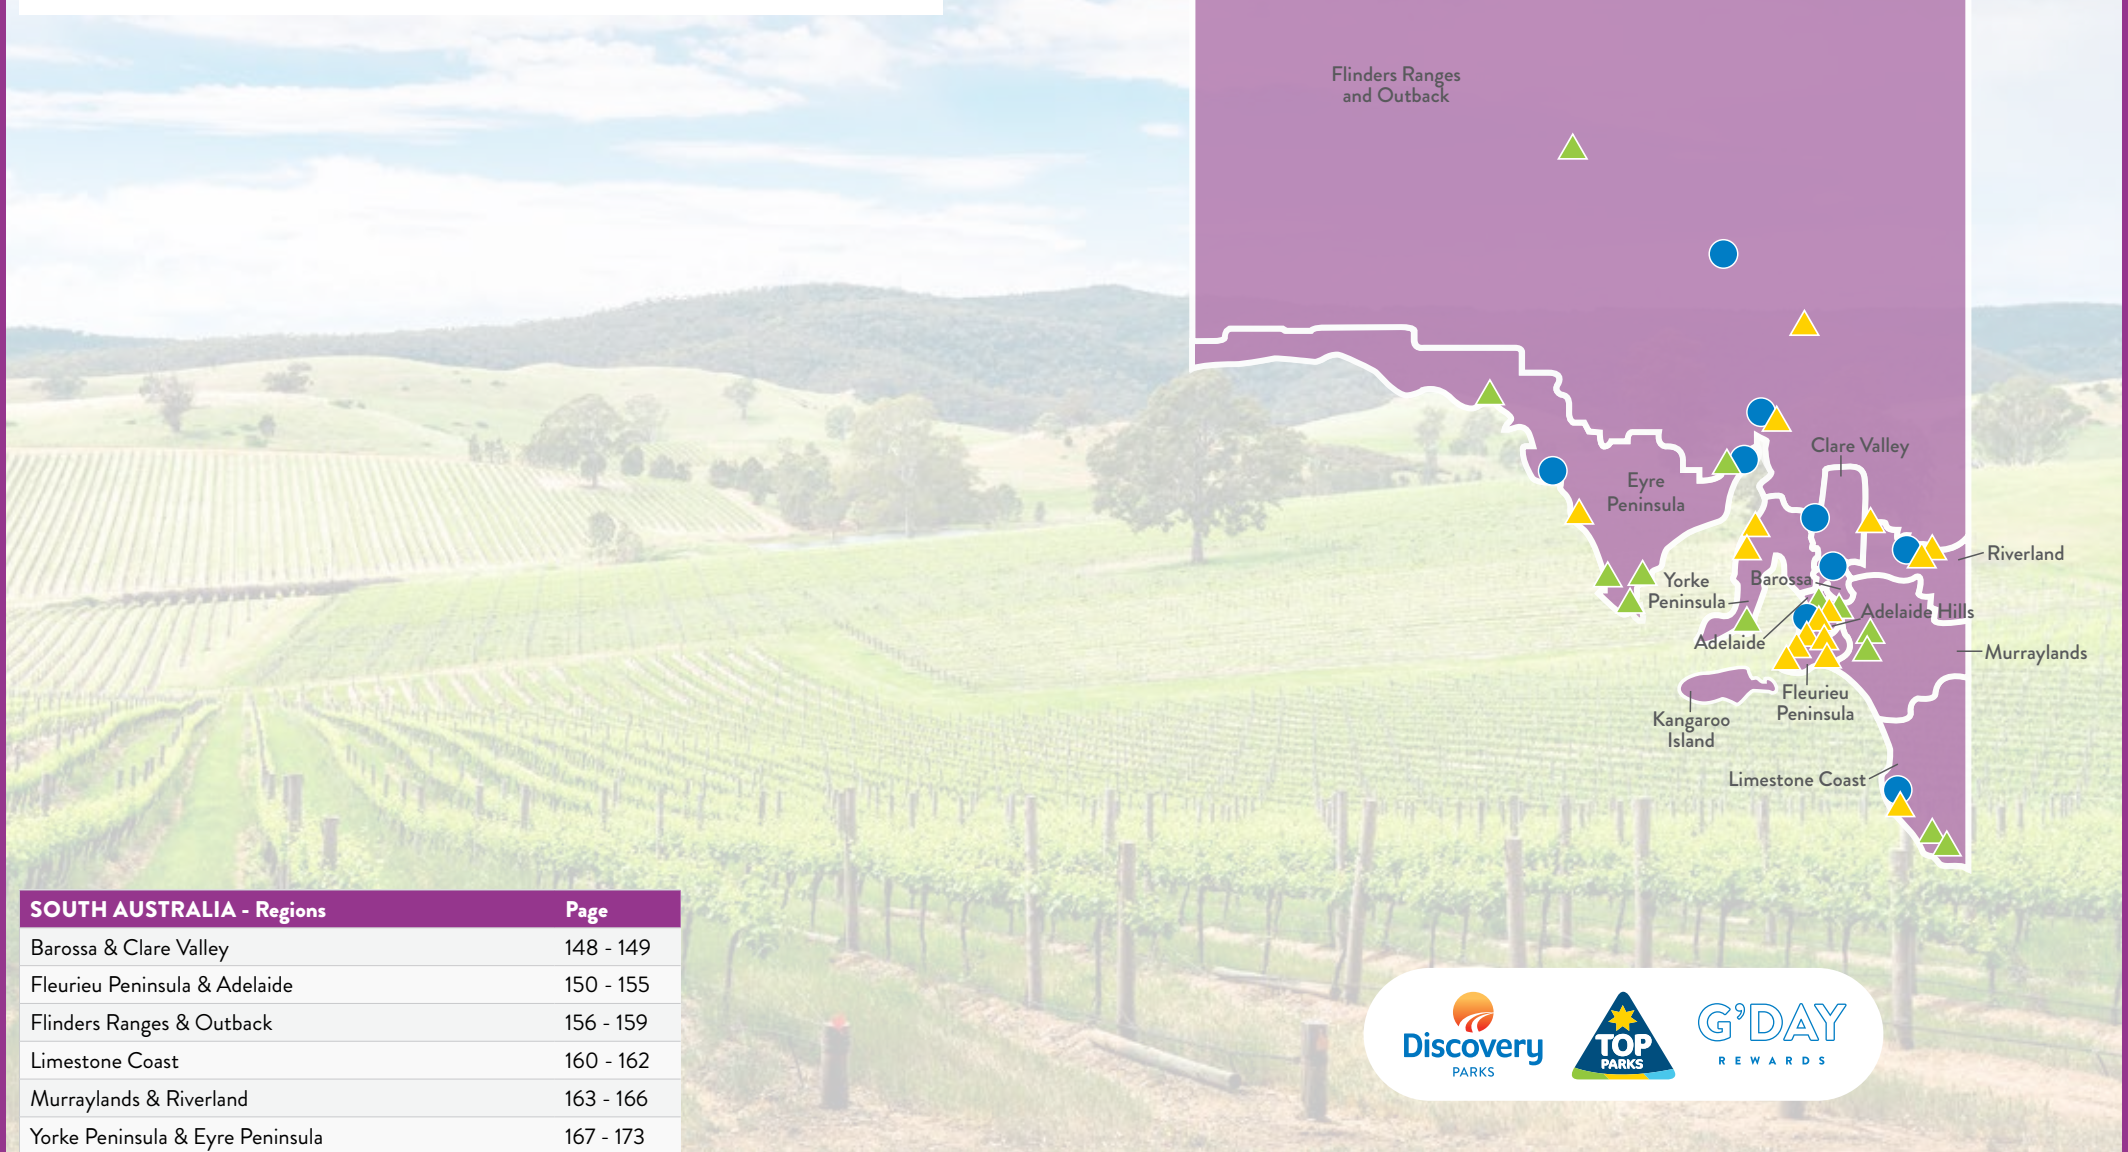 Flinders Ranges
and Outback
Clare Valley
Eyre
Peninsula
Riverland
Yorke
Peninsula
Barossa
Adelaide Hills
Adelaide
Murraylands
Fleurieu
Peninsula
Kangaroo
Island
Limestone Coast
SOUTH AUSTRALIA - Regions Page
Barossa & Clare Valley 148 - 149
Fleurieu Peninsula & Adelaide 150 - 155
Flinders Ranges & Outback 156 - 159
Limestone Coast 160 - 162
Murraylands & Riverland 163 - 166
Yorke Peninsula & Eyre Peninsula 167 - 173
Discovery
PARKS
TOP
PARKS
G'DAY
REWARDS